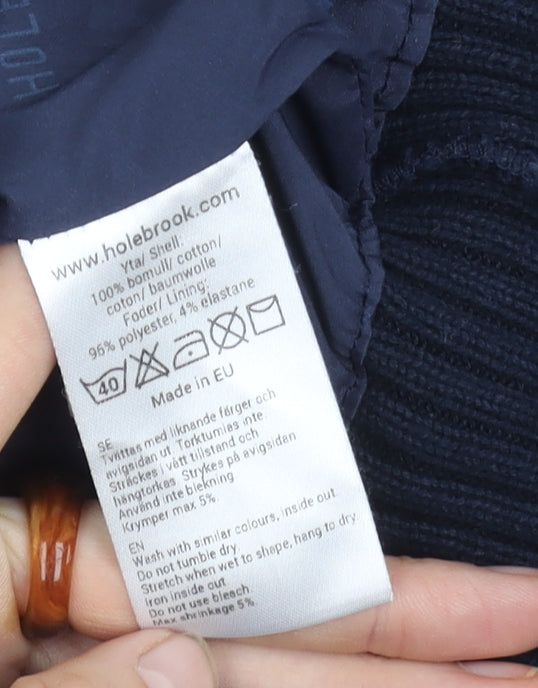 HOLE
www.holebrook.com
Yta/ Shell:
100% bomull/ cotton/
coton/ baumwolle
Foder/ Lining:
96% polyester, 4% elastane
40
Made in EU
SE
Tvättas med liknande färger och
avigsidan ut. Torktumlas inte.
Sträckes i vått tillstånd och
hängtorkas. Strykes på avigsidan
Använd inte blekning
Krymper max 5%.
EN
Wash with similar colours, inside out.
Do not tumble dry.
Stretch when wet to shape, hang to dry
Iron inside out.
Do not use bleach.
Max shrinkage 5%.